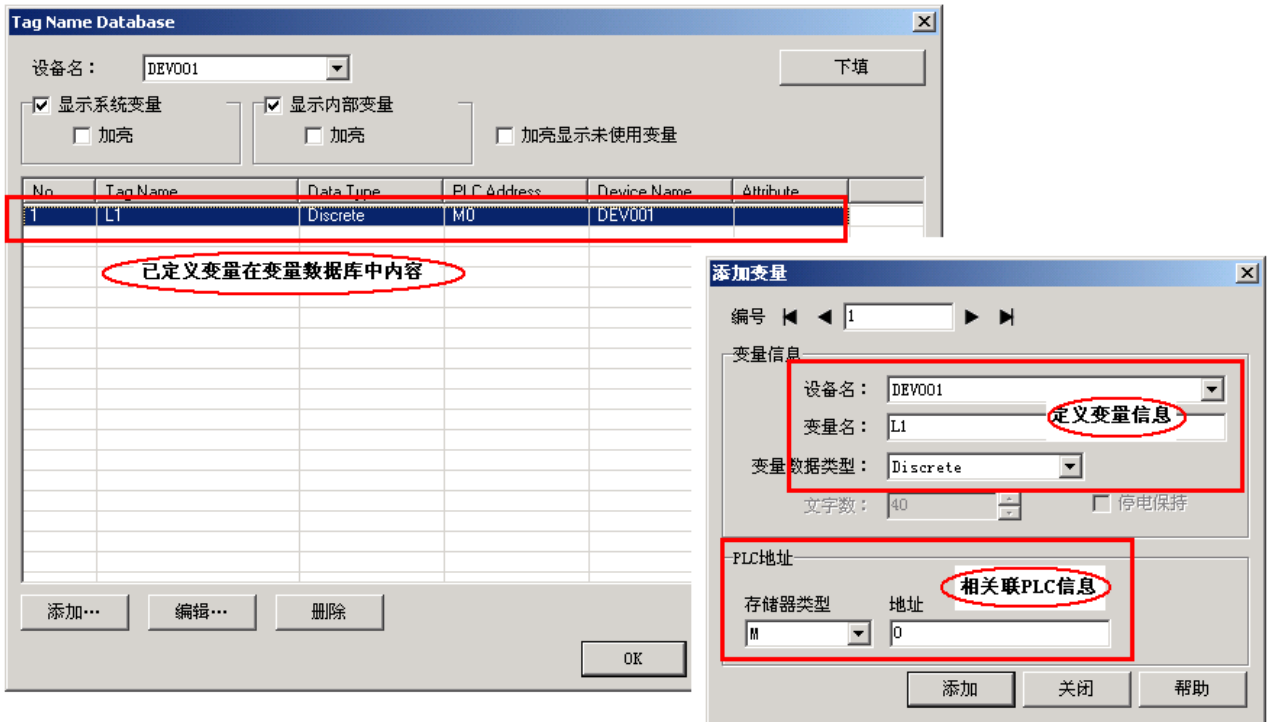 Tag Name Database
设备名： DEV001 下填
显示系统变量 显示内部变量
加亮 加亮 加亮显示未使用变量
No. Tag Name Data Type PLC Address Device Name Attribute
1 L1 Discrete M0 DEV001
已定义变量在变量数据库中内容
添加… 编辑… 删除
OK
添加变量
编号 1
变量信息
设备名： DEV001
定义变量信息
变量名： L1
变量数据类型： Discrete
文字数： 40 停电保持
PLC地址
相关联PLC信息
存储器类型 地址
M 0
添加 关闭 帮助